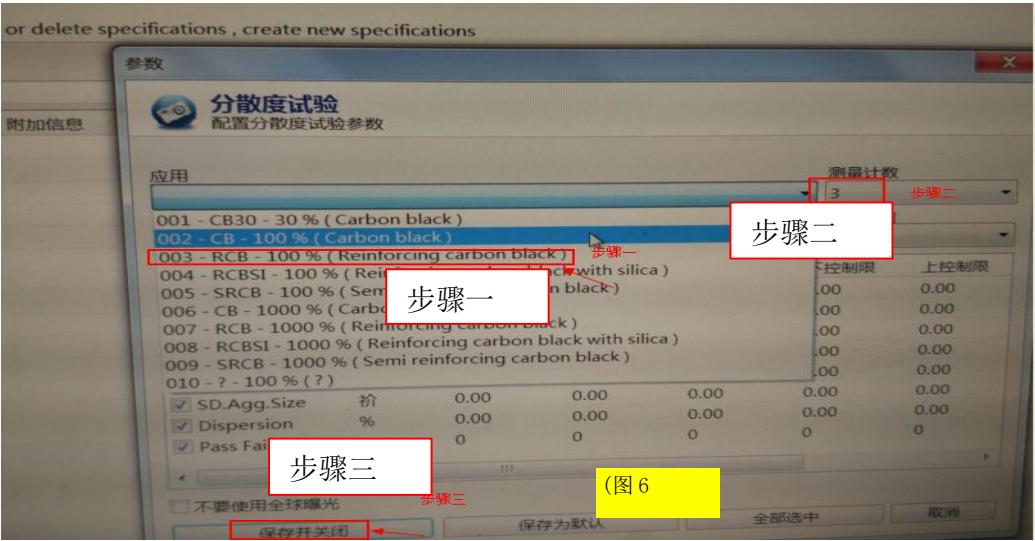 or delete specifications , create new specifications
参数
分散度试验
配置分散度试验参数
附加信息
应用
测量计数
3
步骤二
001 - CB30 - 30 % ( Carbon black )
步骤二
002 - CB - 100 % ( Carbon black )
003 - RCB - 100 % ( Reinforcing carbon black )
步骤一
004 - RCBSI - 100 % ( Reinforcing carbon black with silica )
下控制限
上控制限
005 - SRCB - 100 % ( Sem
n black )
.00
0.00
步骤一
006 - CB - 1000 % ( Carbo
.00
0.00
007 - RCB - 1000 % ( Reinforcing carbon black )
.00
0.00
008 - RCBSI - 1000 % ( Reinforcing carbon black with silica )
.00
0.00
009 - SRCB - 1000 % ( Semi reinforcing carbon black )
.00
0.00
010 - ? - 100 % ( ? )
SD.Agg.Size
祄
0.00
0.00
0.00
0.00
0.00
Dispersion
%
0.00
0.00
0.00
0.00
0.00
Pass Fai
0
0
0
0
0
步骤三
(图 6
不要使用全球曝光
步骤三
保存并关闭
保存为默认
全部选中
取消